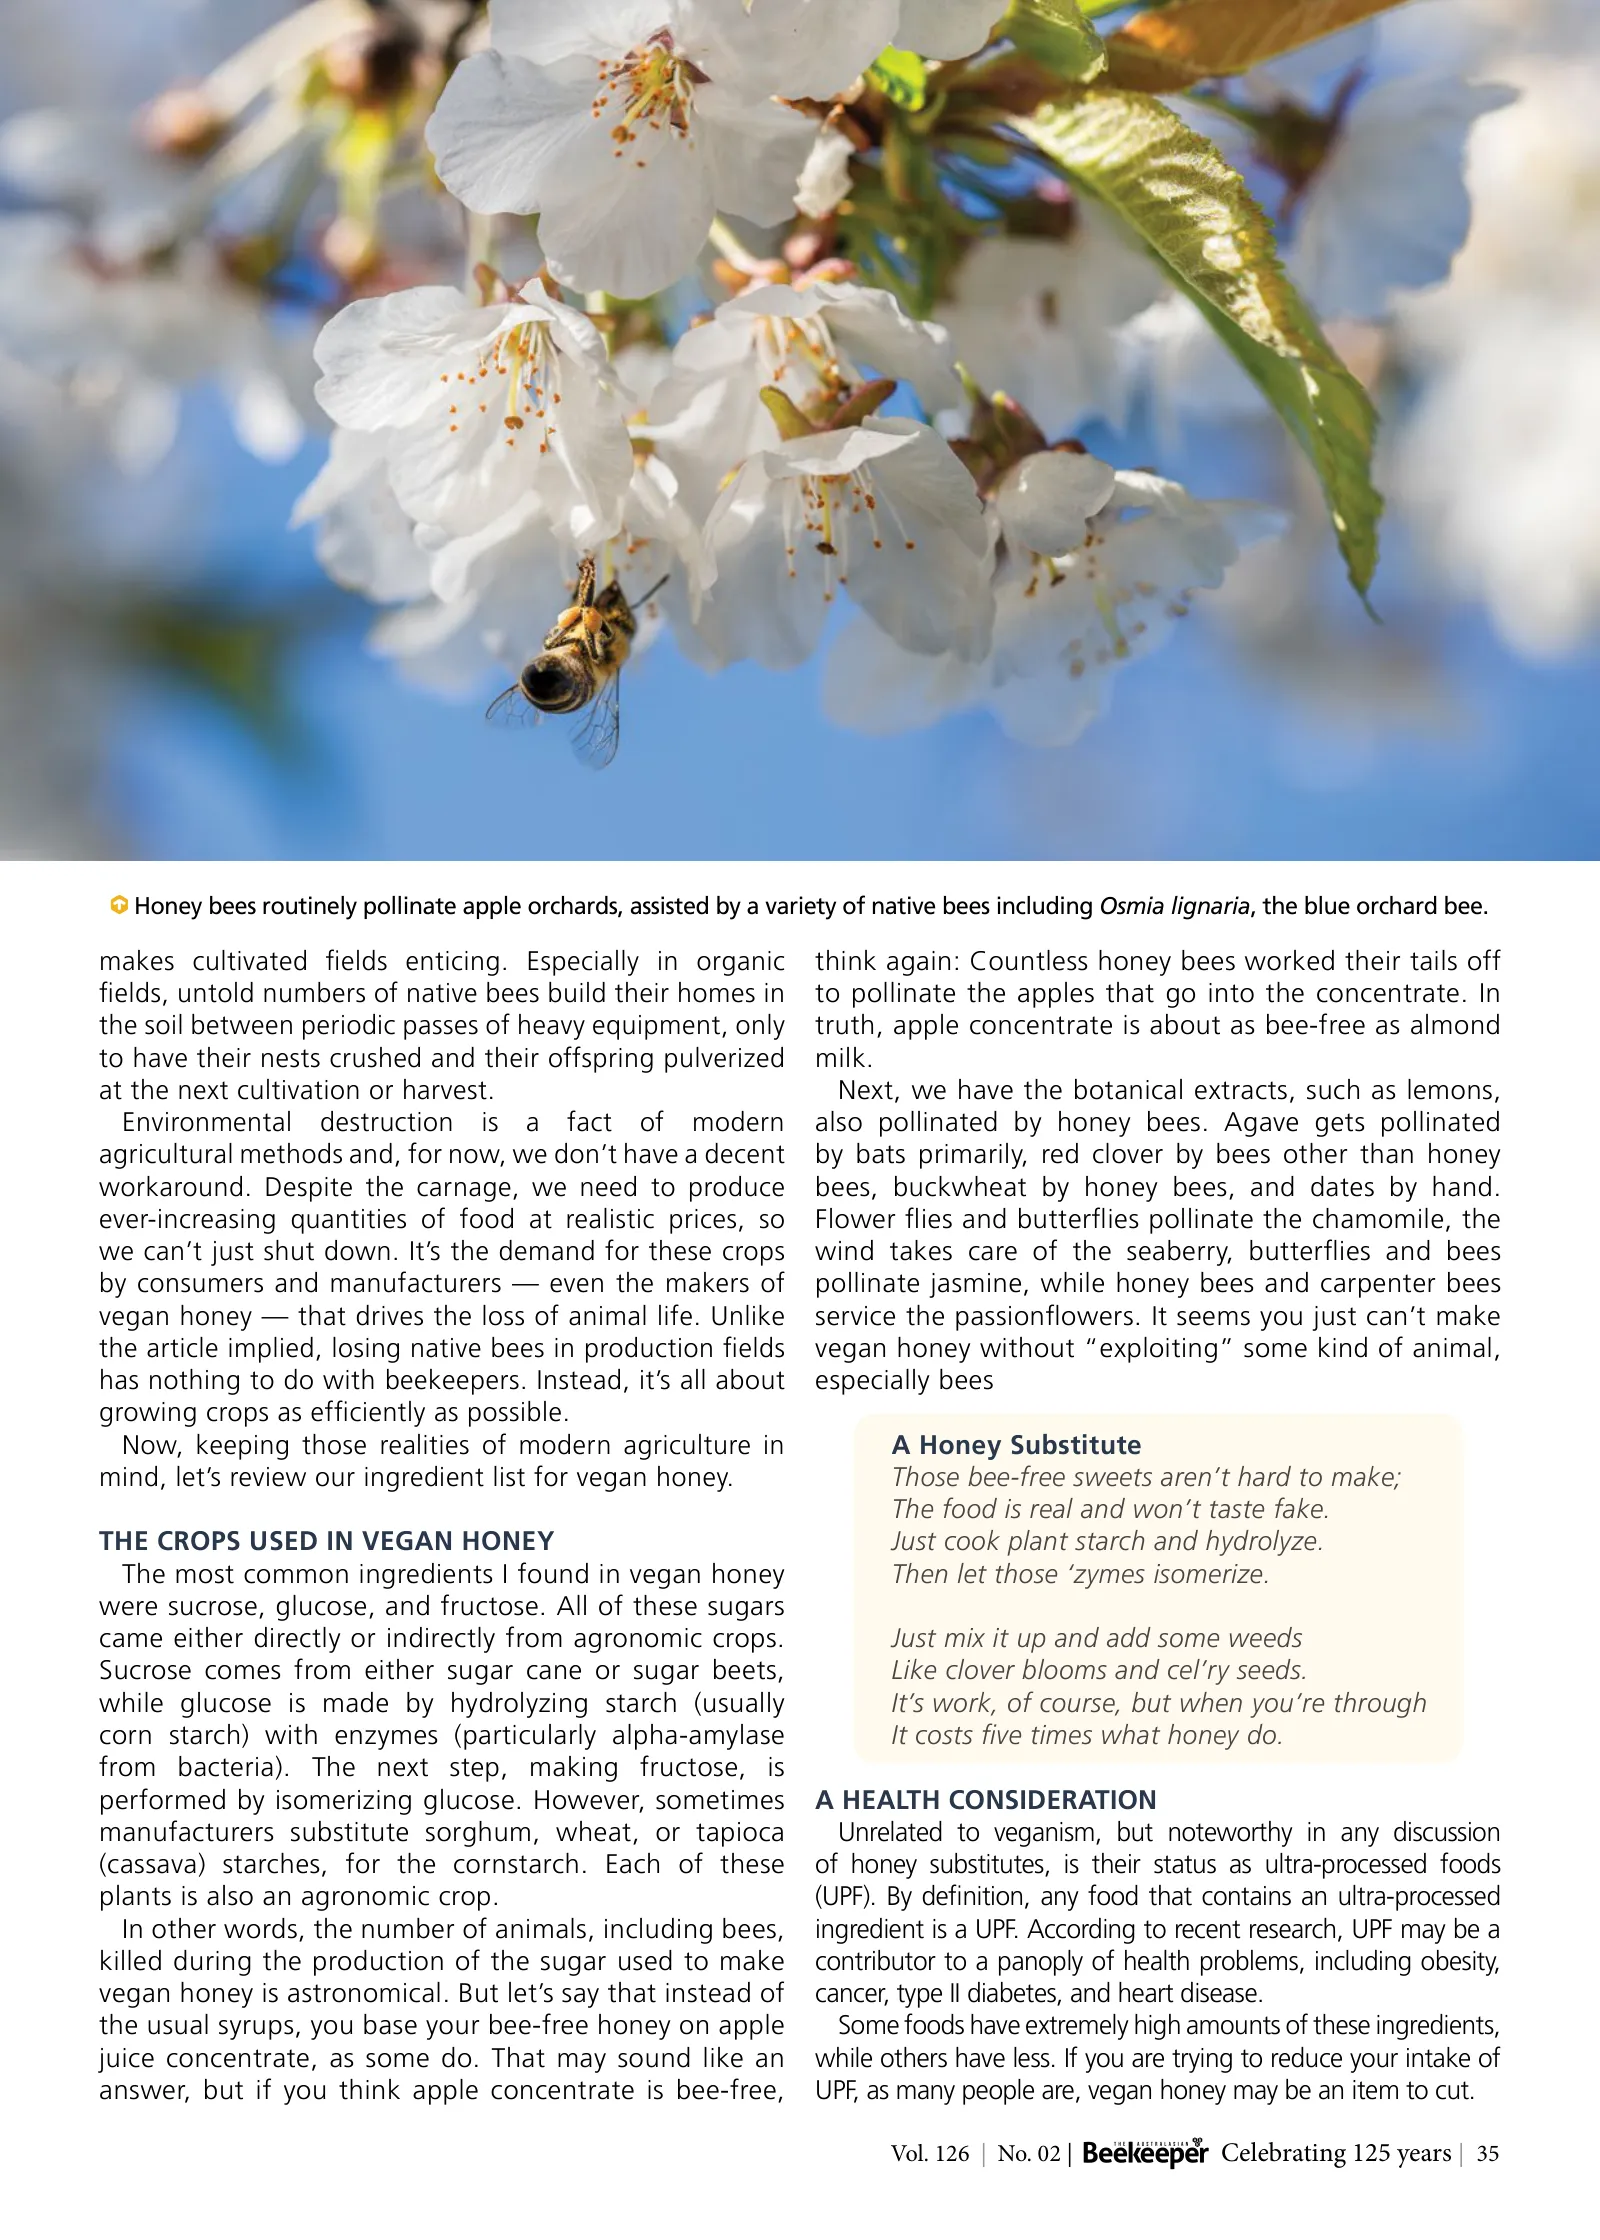 Honey bees routinely pollinate apple orchards, assisted by a variety of native bees including Osmia lignaria, the blue orchard bee.
makes cultivated fields enticing. Especially in organic
fields, untold numbers of native bees build their homes in
the soil between periodic passes of heavy equipment, only
to have their nests crushed and their offspring pulverized
at the next cultivation or harvest.
Environmental destruction is a fact of modern
agricultural methods and, for now, we don’t have a decent
workaround. Despite the carnage, we need to produce
ever-increasing quantities of food at realistic prices, so
we can’t just shut down. It’s the demand for these crops
by consumers and manufacturers — even the makers of
vegan honey — that drives the loss of animal life. Unlike
the article implied, losing native bees in production fields
has nothing to do with beekeepers. Instead, it’s all about
growing crops as efficiently as possible.
Now, keeping those realities of modern agriculture in
mind, let’s review our ingredient list for vegan honey.
THE CROPS USED IN VEGAN HONEY
The most common ingredients I found in vegan honey
were sucrose, glucose, and fructose. All of these sugars
came either directly or indirectly from agronomic crops.
Sucrose comes from either sugar cane or sugar beets,
while glucose is made by hydrolyzing starch (usually
corn starch) with enzymes (particularly alpha-amylase
from bacteria). The next step, making fructose, is
performed by isomerizing glucose. However, sometimes
manufacturers substitute sorghum, wheat, or tapioca
(cassava) starches, for the cornstarch. Each of these
plants is also an agronomic crop.
In other words, the number of animals, including bees,
killed during the production of the sugar used to make
vegan honey is astronomical. But let’s say that instead of
the usual syrups, you base your bee-free honey on apple
juice concentrate, as some do. That may sound like an
answer, but if you think apple concentrate is bee-free,
think again: Countless honey bees worked their tails off
to pollinate the apples that go into the concentrate. In
truth, apple concentrate is about as bee-free as almond
milk.
Next, we have the botanical extracts, such as lemons,
also pollinated by honey bees. Agave gets pollinated
by bats primarily, red clover by bees other than honey
bees, buckwheat by honey bees, and dates by hand.
Flower flies and butterflies pollinate the chamomile, the
wind takes care of the seaberry, butterflies and bees
pollinate jasmine, while honey bees and carpenter bees
service the passionflowers. It seems you just can’t make
vegan honey without “exploiting” some kind of animal,
especially bees
A Honey Substitute
Those bee-free sweets aren’t hard to make;
The food is real and won’t taste fake.
Just cook plant starch and hydrolyze.
Then let those ‘zymes isomerize.
Just mix it up and add some weeds
Like clover blooms and cel’ry seeds.
It’s work, of course, but when you’re through
It costs five times what honey do.
A HEALTH CONSIDERATION
Unrelated to veganism, but noteworthy in any discussion
of honey substitutes, is their status as ultra-processed foods
(UPF). By definition, any food that contains an ultra-processed
ingredient is a UPF. According to recent research, UPF may be a
contributor to a panoply of health problems, including obesity,
cancer, type II diabetes, and heart disease.
Some foods have extremely high amounts of these ingredients,
while others have less. If you are trying to reduce your intake of
UPF, as many people are, vegan honey may be an item to cut.
Vol. 126 | No. 02 | THE AUSTRALASIAN Beekeeper Celebrating 125 years | 35